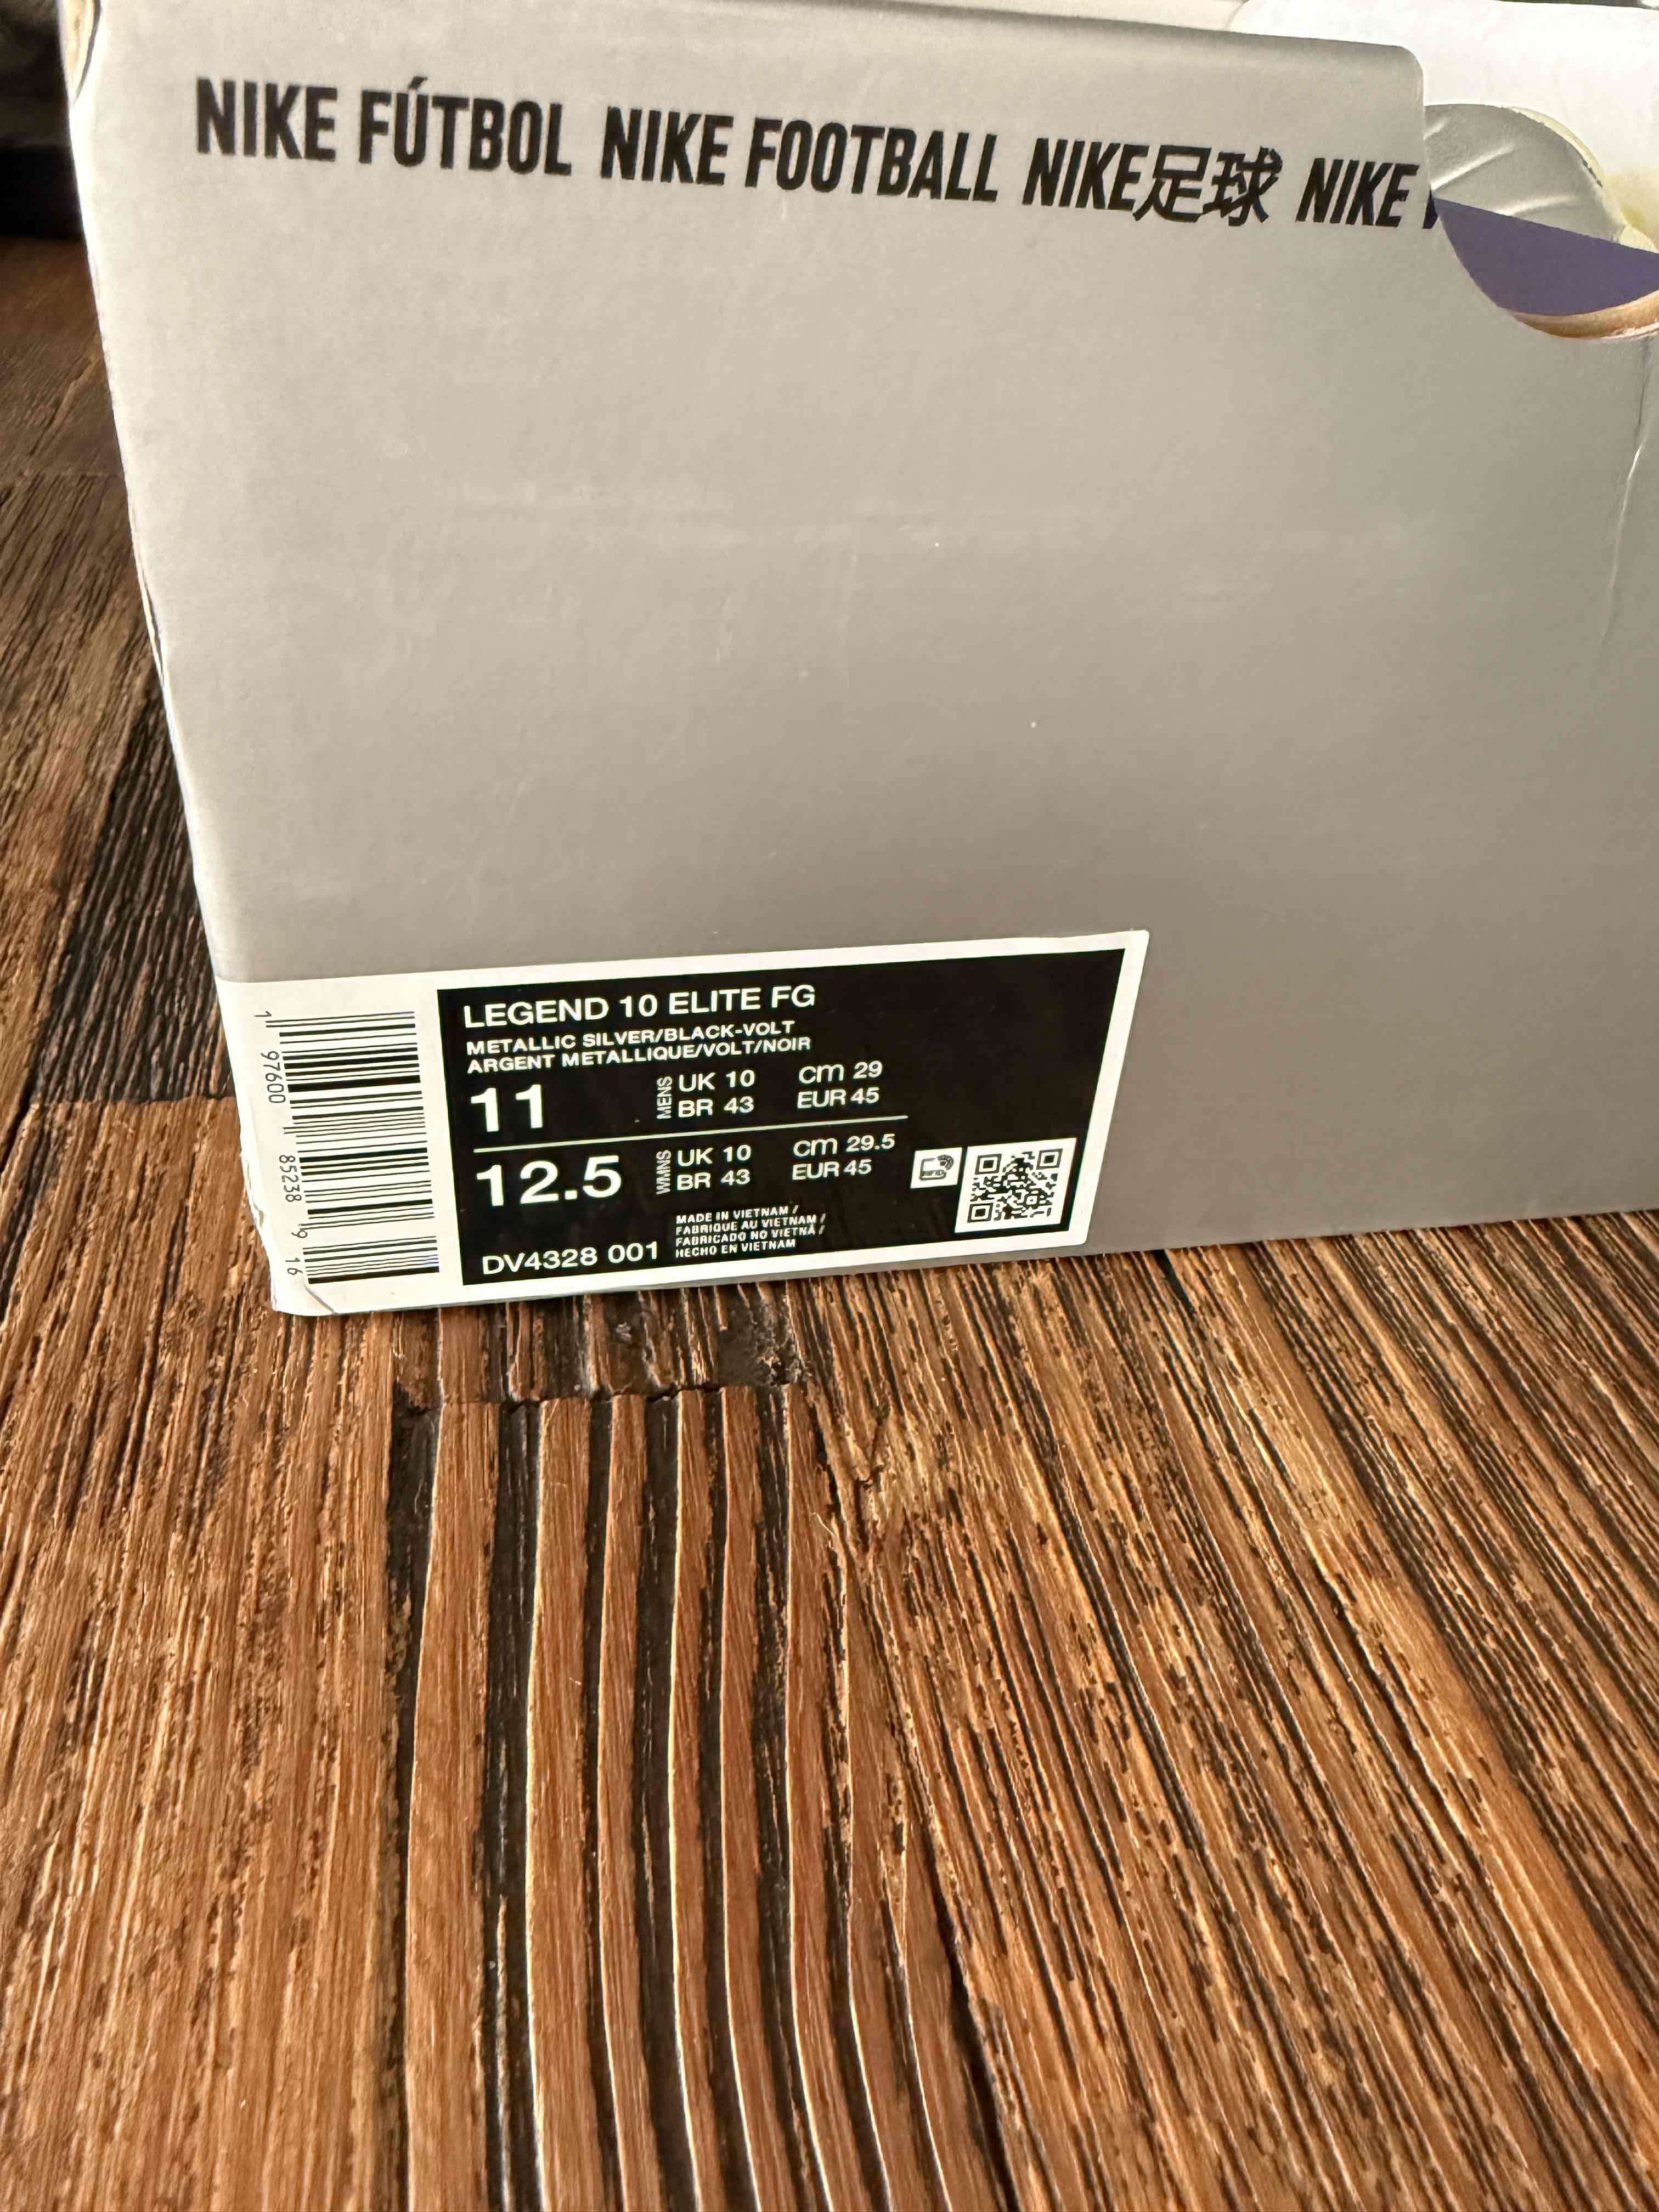 NIKE FÚTBOL NIKE FOOTBALL NIKE足球 NIKE
LEGEND 10 ELITE FG
METALLIC SILVER/BLACK-VOLT
ARGENT METALLIQUE/VOLT/NOIR
11 MENS UK 10 cm 29
BR 43 EUR 45
12.5 WMNS UK 10 cm 29.5
BR 43 EUR 45
DV4328 001
MADE IN VIETNAM /
FABRIQUE AU VIETNAM /
FABRICADO NO VIETNÃ /
HECHO EN VIETNAM
RFID
1 97600 85238 9 16